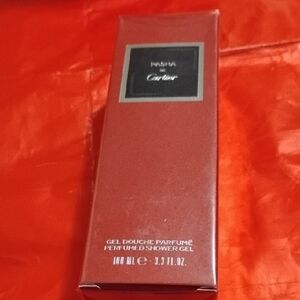 PASHA
DE
Cartier
GEL DOUCHE PARFUMÉ
PERFUMED SHOWER GEL
100 ML ℮ - 3.3 FL.OZ.